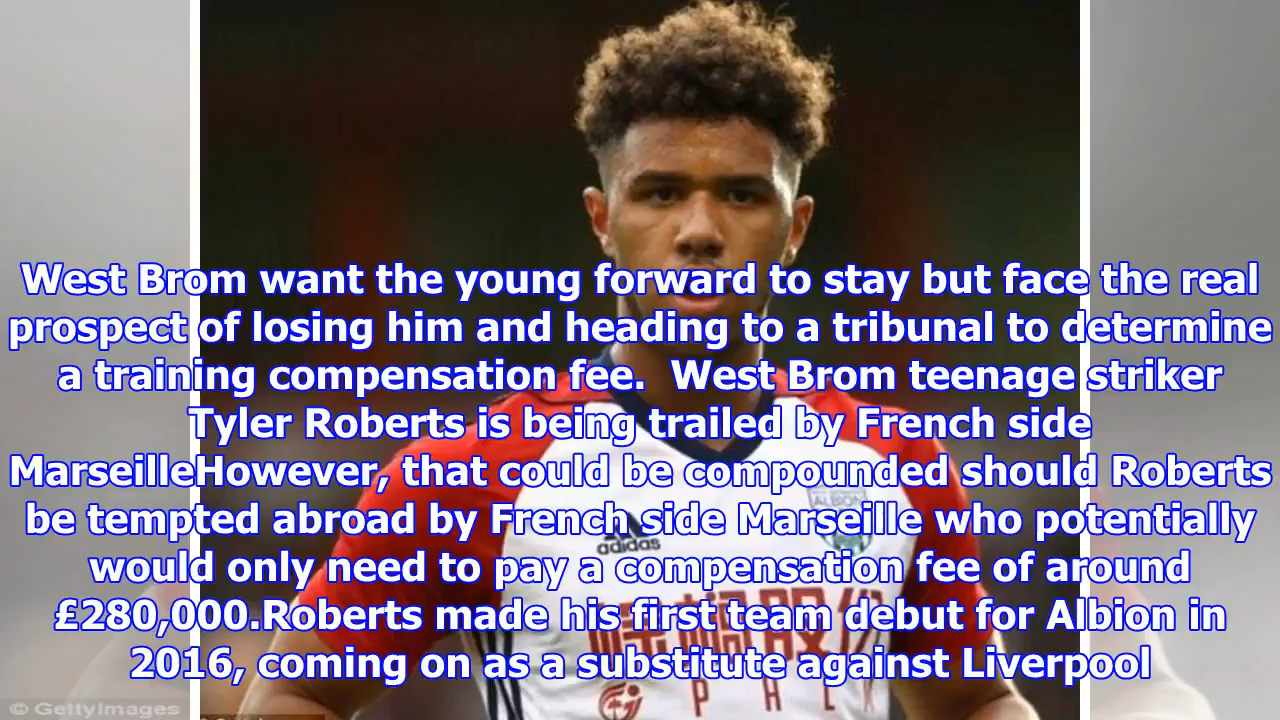 West Brom want the young forward to stay but face the real
prospect of losing him and heading to a tribunal to determine
a training compensation fee.  West Brom teenage striker
Tyler Roberts is being trailed by French side
MarseilleHowever, that could be compounded should Roberts
be tempted abroad by French side Marseille who potentially
would only need to pay a compensation fee of around
£280,000.Roberts made his first team debut for Albion in
2016, coming on as a substitute against Liverpool
ALBION
adidas
© GettyImages